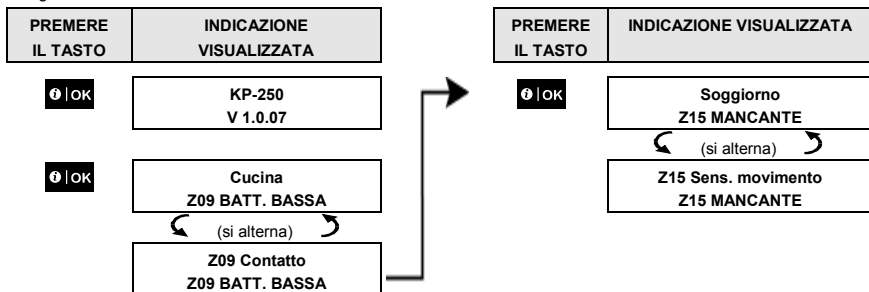 PREMERE
IL TASTO
INDICAZIONE
VISUALIZZATA
OK
KP-250
V 1.0.07
OK
Cucina
Z09 BATT. BASSA
(si alterna)
Z09 Contatto
Z09 BATT. BASSA
PREMERE
IL TASTO
INDICAZIONE VISUALIZZATA
OK
Soggiorno
Z15 MANCANTE
(si alterna)
Z15 Sens. movimento
Z15 MANCANTE